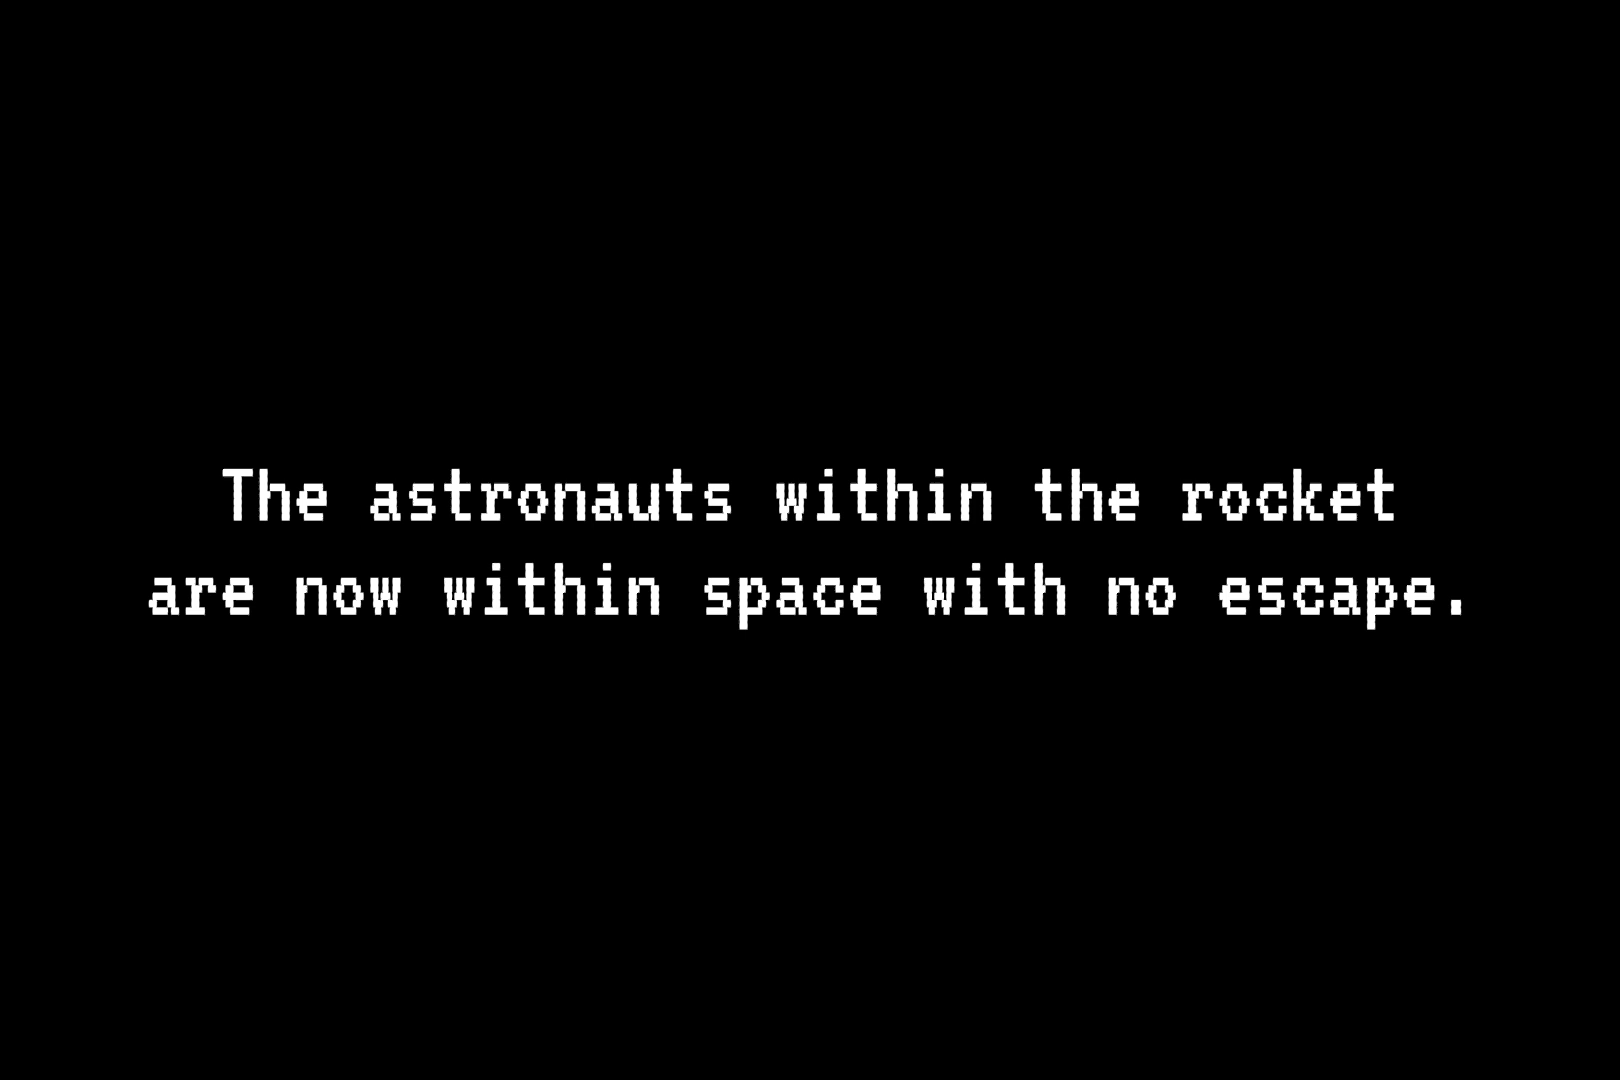 The astronauts within the rocket
are now within space with no escape.